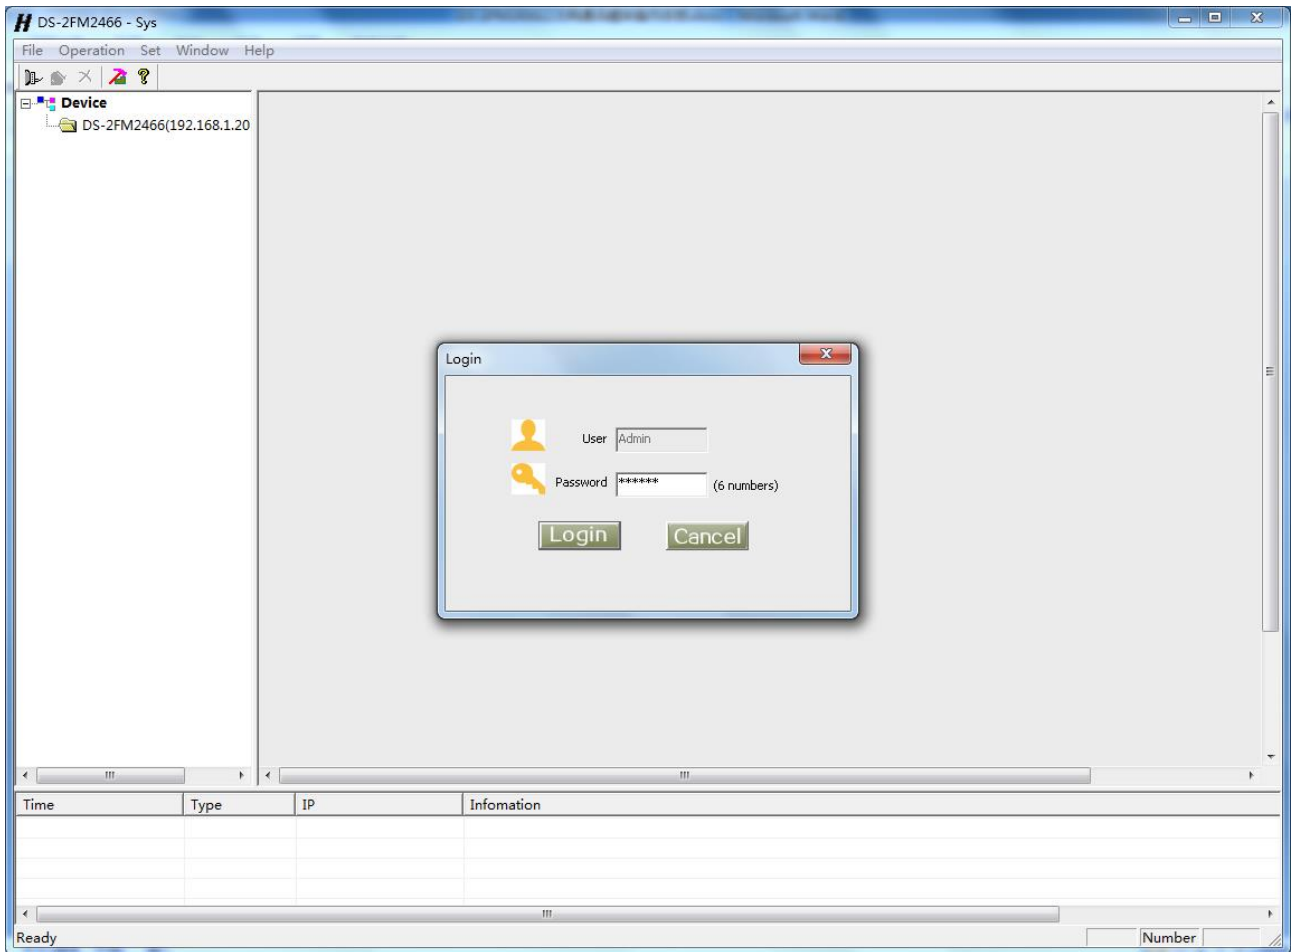 DS-2FM2466 - Sys
File Operation Set Window Help
Device
DS-2FM2466(192.168.1.20
Login
User Admin
Password ****** (6 numbers)
Login Cancel
Time Type IP Infomation
Ready Number